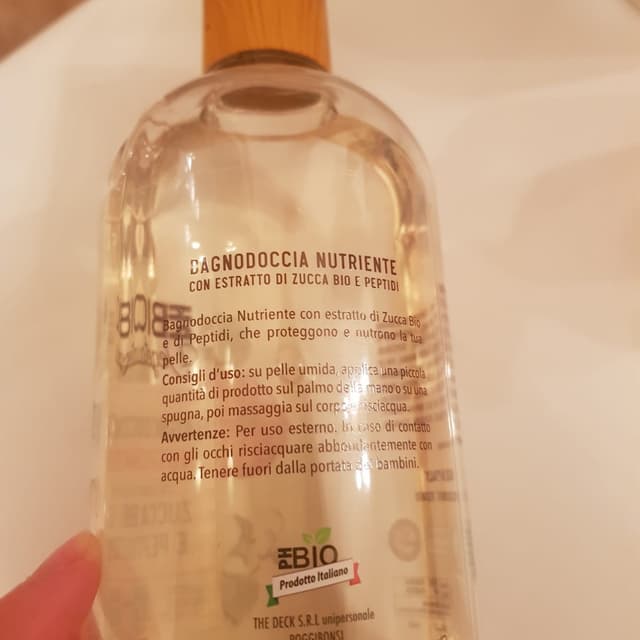 BAGNODOCCIA NUTRIENTE
CON ESTRATTO DI ZUCCA BIO E PEPTIDI
Bagnodoccia Nutriente con estratto di Zucca Bio
e di Peptidi, che proteggono e nutrono la tua
pelle.
Consigli d'uso: su pelle umida, applica una piccola
quantità di prodotto sul palmo della mano o su una
spugna, poi massaggia sul corpo risciacqua.
Avvertenze: Per uso esterno. In caso di contatto
con gli occhi risciacquare abbondantemente con
acqua. Tenere fuori dalla portata dei bambini.
PH BIO
Prodotto Italiano
THE DECK S.R.L unipersonale
POGGIBONSI